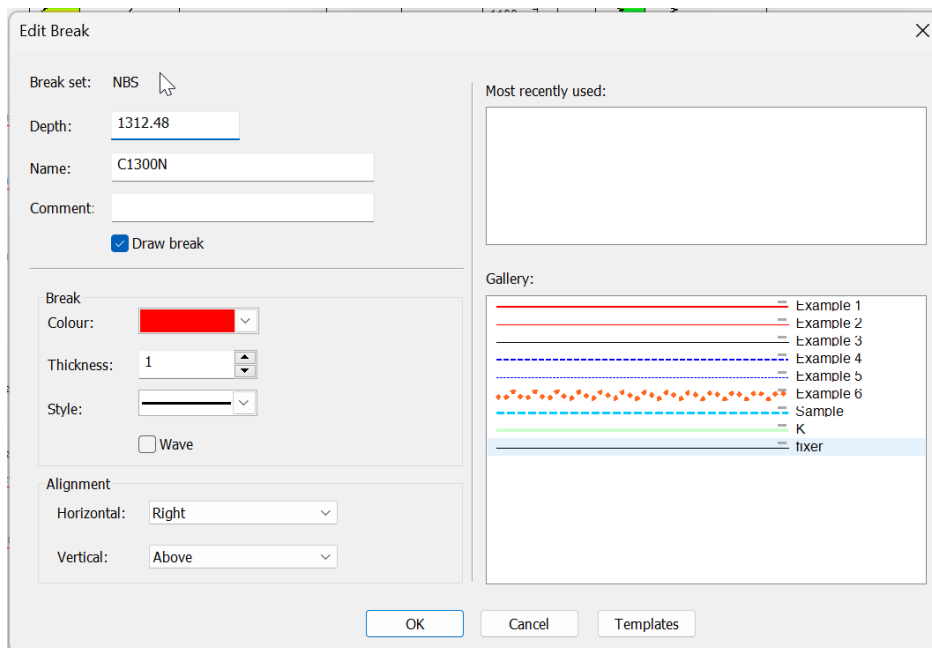 1100
Edit Break
Break set: NBS
Depth: 1312.48
Name: C1300N
Comment:
Draw break
Break
Colour:
Thickness: 1
Style:
Wave
Alignment
Horizontal: Right
Vertical: Above
Most recently used:
Gallery:
Example 1
Example 2
Example 3
Example 4
Example 5
Example 6
Sample
K
fixer
OK Cancel Templates